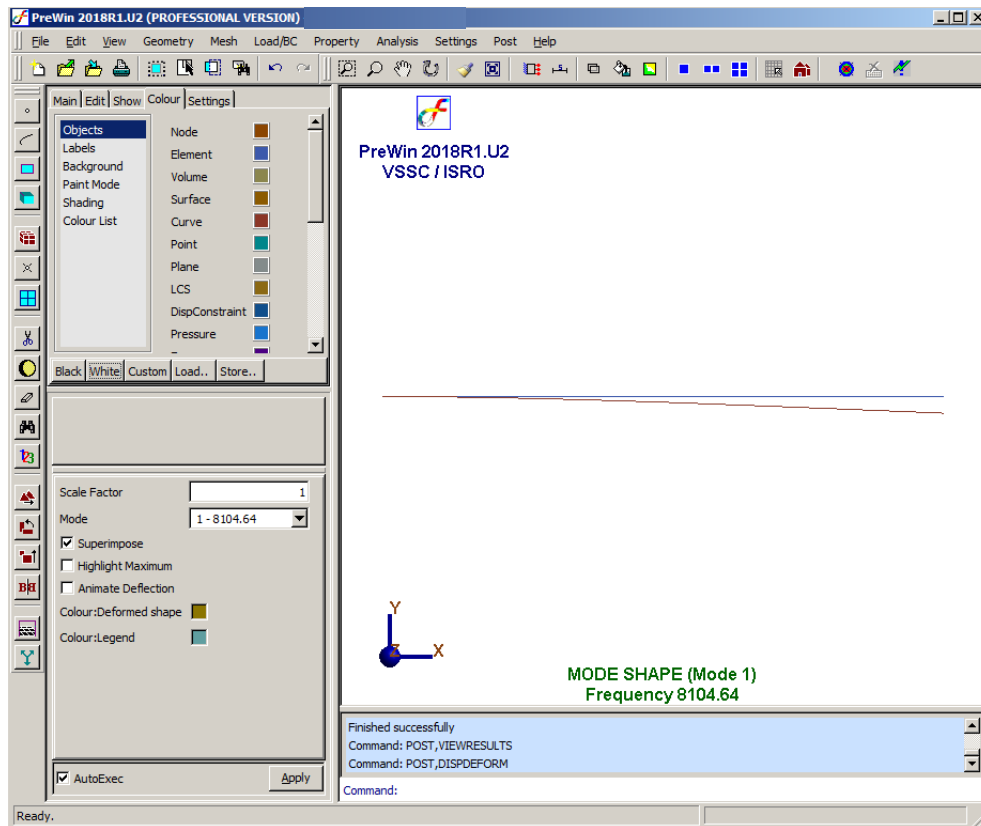 PreWin 2018R1.U2 (PROFESSIONAL VERSION)
File Edit View Geometry Mesh Load/BC Property Analysis Settings Post Help
Main Edit Show Colour Settings
Objects
Labels
Background
Paint Mode
Shading
Colour List
Node
Element
Volume
Surface
Curve
Point
Plane
LCS
DispConstraint
Pressure
Black White Custom Load.. Store..
Scale Factor 1
Mode 1 - 8104.64
Superimpose
Highlight Maximum
Animate Deflection
Colour:Deformed shape
Colour:Legend
AutoExec Apply
PreWin 2018R1.U2
VSSC / ISRO
Y
Z X
MODE SHAPE (Mode 1)
Frequency 8104.64
Finished successfully
Command: POST,VIEWRESULTS
Command: POST,DISPDEFORM
Command:
Ready.